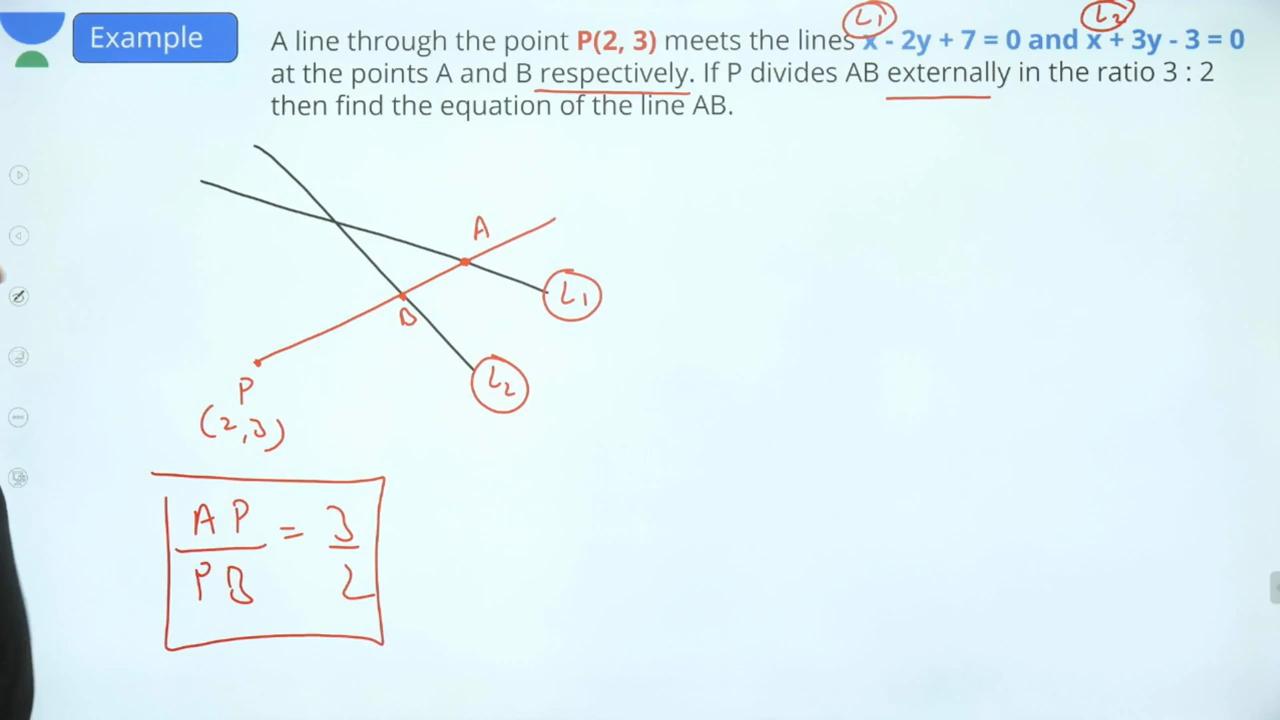 Example
L1
L2
A line through the point P(2, 3) meets the lines x - 2y + 7 = 0 and x + 3y - 3 = 0
at the points A and B respectively. If P divides AB externally in the ratio 3 : 2
then find the equation of the line AB.
A
L1
B
L2
P
(2,3)
AP
PB
=
3
2